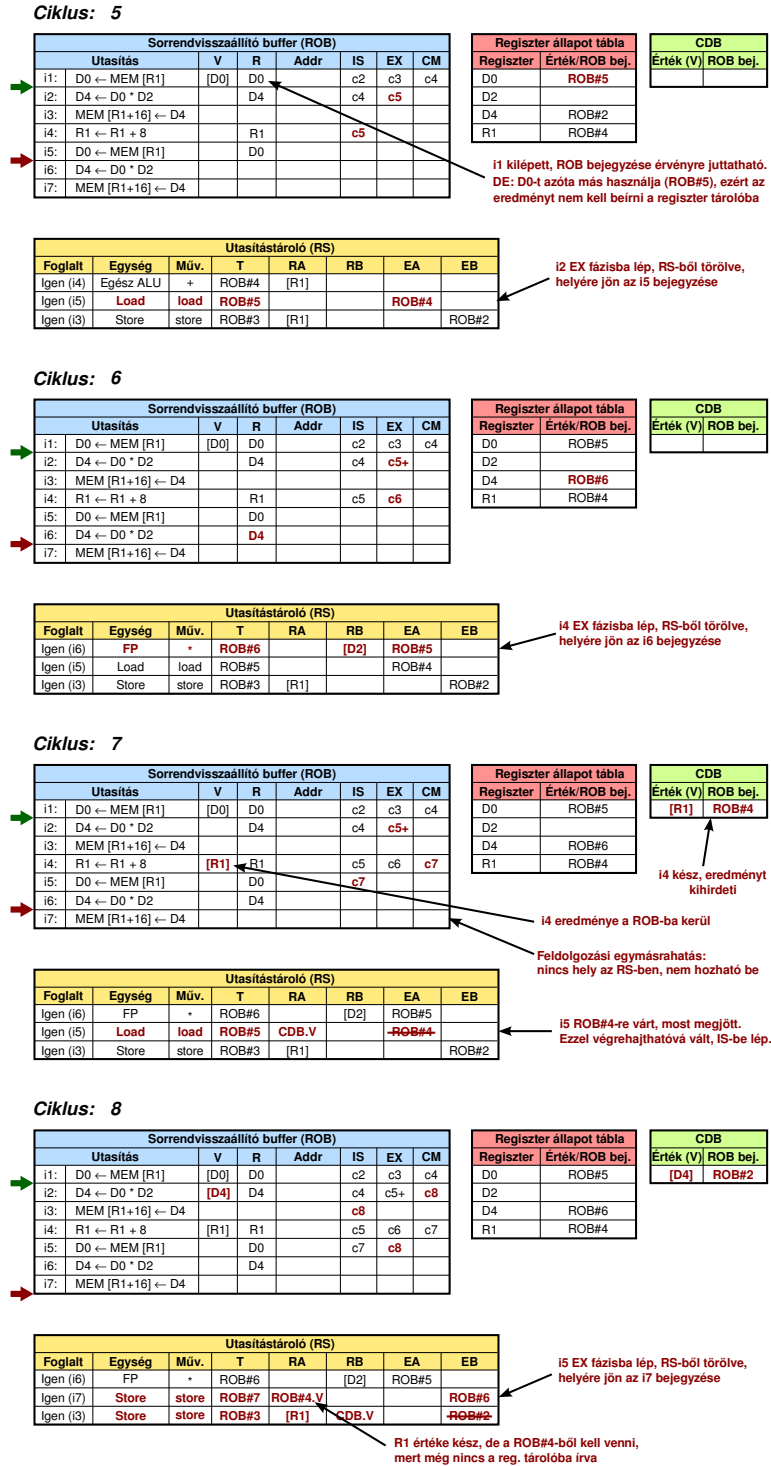 Ciklus: 5
Sorrendvisszaállító buffer (ROB)
Utasítás V R Addr IS EX CM
i1: D0 ← MEM [R1] [D0] D0 c2 c3 c4
i2: D4 ← D0 * D2 D4 c4 c5
i3: MEM [R1+16] ← D4
i4: R1 ← R1 + 8 R1 c5
i5: D0 ← MEM [R1] D0
i6: D4 ← D0 * D2
i7: MEM [R1+16] ← D4
Regiszter állapot tábla
Regiszter Érték/ROB bej.
D0 ROB#5
D2
D4 ROB#2
R1 ROB#4
CDB
Érték (V) ROB bej.
i1 kilépett, ROB bejegyzése érvényre juttatható.
DE: D0-t azóta más használja (ROB#5), ezért az
eredményt nem kell beírni a regiszter tárolóba
Utasítástároló (RS)
Foglalt Egység Műv. T RA RB EA EB
Igen (i4) Egész ALU + ROB#4 [R1]
Igen (i5) Load load ROB#5 ROB#4
Igen (i3) Store store ROB#3 [R1] ROB#2
i2 EX fázisba lép, RS-ből törölve,
helyére jön az i5 bejegyzése
Ciklus: 6
Sorrendvisszaállító buffer (ROB)
Utasítás V R Addr IS EX CM
i1: D0 ← MEM [R1] [D0] D0 c2 c3 c4
i2: D4 ← D0 * D2 D4 c4 c5+
i3: MEM [R1+16] ← D4
i4: R1 ← R1 + 8 R1 c5 c6
i5: D0 ← MEM [R1] D0
i6: D4 ← D0 * D2 D4
i7: MEM [R1+16] ← D4
Regiszter állapot tábla
Regiszter Érték/ROB bej.
D0 ROB#5
D2
D4 ROB#6
R1 ROB#4
CDB
Érték (V) ROB bej.
Utasítástároló (RS)
Foglalt Egység Műv. T RA RB EA EB
Igen (i6) FP * ROB#6 [D2] ROB#5
Igen (i5) Load load ROB#5 ROB#4
Igen (i3) Store store ROB#3 [R1] ROB#2
i4 EX fázisba lép, RS-ből törölve,
helyére jön az i6 bejegyzése
Ciklus: 7
Sorrendvisszaállító buffer (ROB)
Utasítás V R Addr IS EX CM
i1: D0 ← MEM [R1] [D0] D0 c2 c3 c4
i2: D4 ← D0 * D2 D4 c4 c5+
i3: MEM [R1+16] ← D4
i4: R1 ← R1 + 8 [R1] R1 c5 c6 c7
i5: D0 ← MEM [R1] D0 c7
i6: D4 ← D0 * D2 D4
i7: MEM [R1+16] ← D4
Regiszter állapot tábla
Regiszter Érték/ROB bej.
D0 ROB#5
D2
D4 ROB#6
R1 ROB#4
CDB
Érték (V) ROB bej.
[R1] ROB#4
i4 kész, eredményt
kihirdeti
i4 eredménye a ROB-ba kerül
Feldolgozási egymásrahatás:
nincs hely az RS-ben, nem hozható be
Utasítástároló (RS)
Foglalt Egység Műv. T RA RB EA EB
Igen (i6) FP * ROB#6 [D2] ROB#5
Igen (i5) Load load ROB#5 CDB.V ROB#4
Igen (i3) Store store ROB#3 [R1] ROB#2
i5 ROB#4-re várt, most megjött.
Ezzel végrehajthatóvá vált, IS-be lép.
Ciklus: 8
Sorrendvisszaállító buffer (ROB)
Utasítás V R Addr IS EX CM
i1: D0 ← MEM [R1] [D0] D0 c2 c3 c4
i2: D4 ← D0 * D2 [D4] D4 c4 c5+ c8
i3: MEM [R1+16] ← D4 c8
i4: R1 ← R1 + 8 [R1] R1 c5 c6 c7
i5: D0 ← MEM [R1] D0 c7 c8
i6: D4 ← D0 * D2 D4
i7: MEM [R1+16] ← D4
Regiszter állapot tábla
Regiszter Érték/ROB bej.
D0 ROB#5
D2
D4 ROB#6
R1 ROB#4
CDB
Érték (V) ROB bej.
[D4] ROB#2
Utasítástároló (RS)
Foglalt Egység Műv. T RA RB EA EB
Igen (i6) FP * ROB#6 [D2] ROB#5
Igen (i7) Store store ROB#7 ROB#4.V ROB#6
Igen (i3) Store store ROB#3 [R1] CDB.V ROB#2
i5 EX fázisba lép, RS-ből törölve,
helyére jön az i7 bejegyzése
R1 értéke kész, de a ROB#4-ből kell venni,
mert még nincs a reg. tárolóba írva